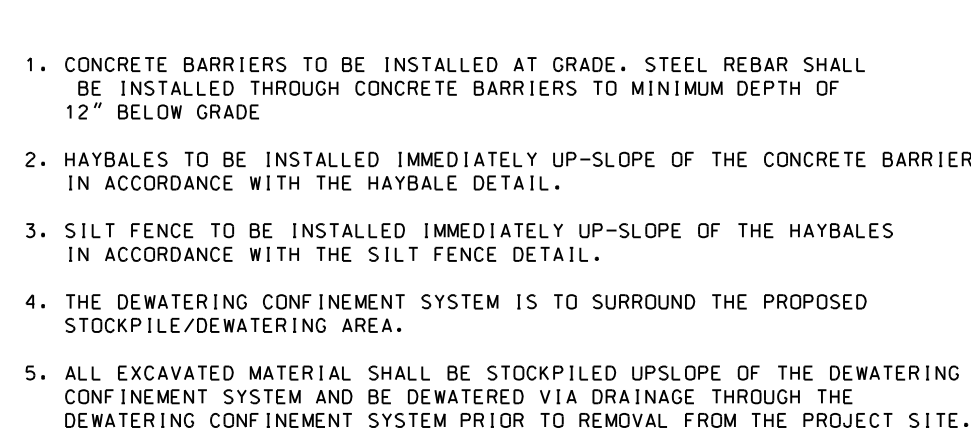 1. CONCRETE BARRIERS TO BE INSTALLED AT GRADE. STEEL REBAR SHALL
BE INSTALLED THROUGH CONCRETE BARRIERS TO MINIMUM DEPTH OF
12" BELOW GRADE
2. HAYBALES TO BE INSTALLED IMMEDIATELY UP-SLOPE OF THE CONCRETE BARRIER
IN ACCORDANCE WITH THE HAYBALE DETAIL.
3. SILT FENCE TO BE INSTALLED IMMEDIATELY UP-SLOPE OF THE HAYBALES
IN ACCORDANCE WITH THE SILT FENCE DETAIL.
4. THE DEWATERING CONFINEMENT SYSTEM IS TO SURROUND THE PROPOSED
STOCKPILE/DEWATERING AREA.
5. ALL EXCAVATED MATERIAL SHALL BE STOCKPILED UPSLOPE OF THE DEWATERING
CONFINEMENT SYSTEM AND BE DEWATERED VIA DRAINAGE THROUGH THE
DEWATERING CONFINEMENT SYSTEM PRIOR TO REMOVAL FROM THE PROJECT SITE.